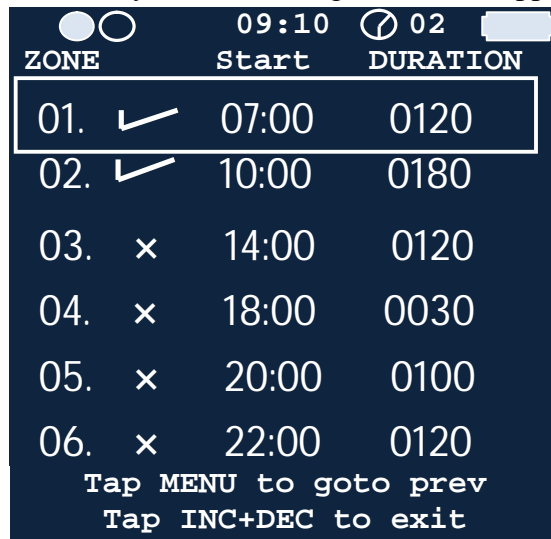 09:10 02
ZONE Start DURATION
01. ✓ 07:00 0120
02. ✓ 10:00 0180
03. × 14:00 0120
04. × 18:00 0030
05. × 20:00 0100
06. × 22:00 0120
Tap MENU to goto prev
Tap INC+DEC to exit